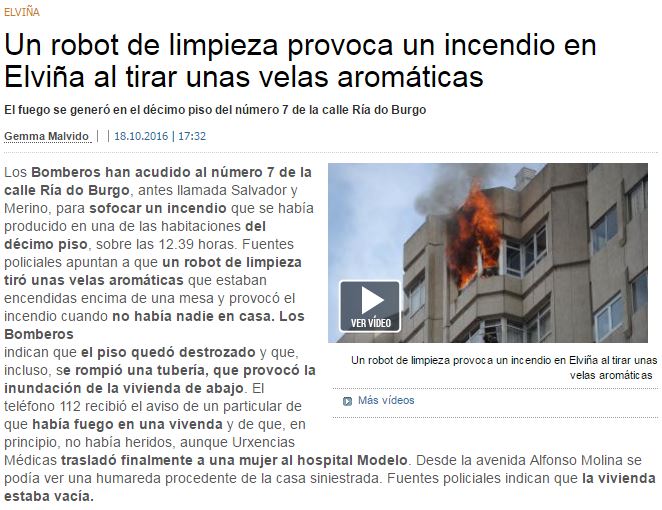 ELVIÑA
Un robot de limpieza provoca un incendio en
Elviña al tirar unas velas aromáticas
El fuego se generó en el décimo piso del número 7 de la calle Ría do Burgo
Gemma Malvido | | 18.10.2016 | 17:32
Los Bomberos han acudido al número 7 de la
calle Ría do Burgo, antes llamada Salvador y
Merino, para sofocar un incendio que se había
producido en una de las habitaciones del
décimo piso, sobre las 12.39 horas. Fuentes
policiales apuntan a que un robot de limpieza
tiró unas velas aromáticas que estaban
encendidas encima de una mesa y provocó el
incendio cuando no había nadie en casa. Los
Bomberos
indican que el piso quedó destrozado y que,
incluso, se rompió una tubería, que provocó la
inundación de la vivienda de abajo. El
teléfono 112 recibió el aviso de un particular de
que había fuego en una vivenda y de que, en
principio, no había heridos, aunque Urxencias
Médicas trasladó finalmente a una mujer al hospital Modelo. Desde la avenida Alfonso Molina se
podía ver una humareda procedente de la casa siniestrada. Fuentes policiales indican que la vivienda
estaba vacía.
VER VÍDEO
Un robot de limpieza provoca un incendio en Elviña al tirar unas
velas aromáticas
Más vídeos